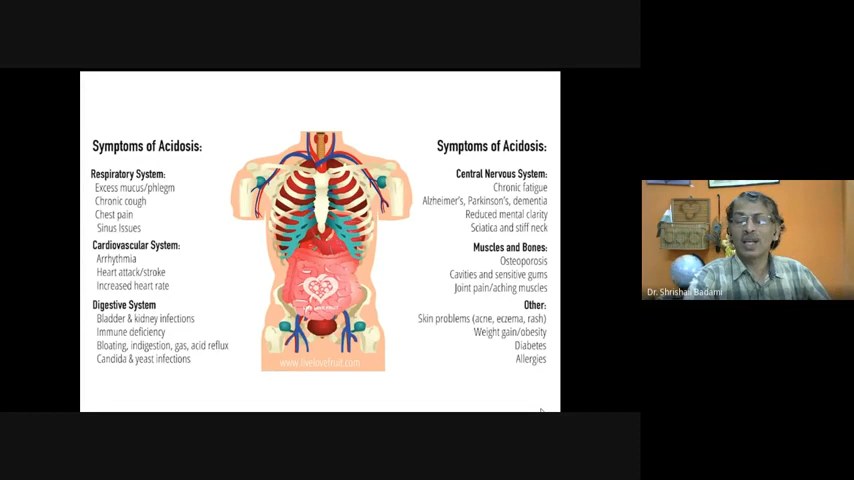 Symptoms of Acidosis:
Respiratory System:
Excess mucus/phlegm
Chronic cough
Chest pain
Sinus Issues
Cardiovascular System:
Arrhythmia
Heart attack/stroke
Increased heart rate
Digestive System
Bladder & kidney infections
Immune deficiency
Bloating, indigestion, gas, acid reflux
Candida & yeast infections
LIVE LOVE FRUIT
www.livelovefruit.com
Symptoms of Acidosis:
Central Nervous System:
Chronic fatigue
Alzheimer's, Parkinson's, dementia
Reduced mental clarity
Sciatica and stiff neck
Muscles and Bones:
Osteoporosis
Cavities and sensitive gums
Joint pain/aching muscles
Other:
Skin problems (acne, eczema, rash)
Weight gain/obesity
Diabetes
Allergies
Dr. Shrishail Badami